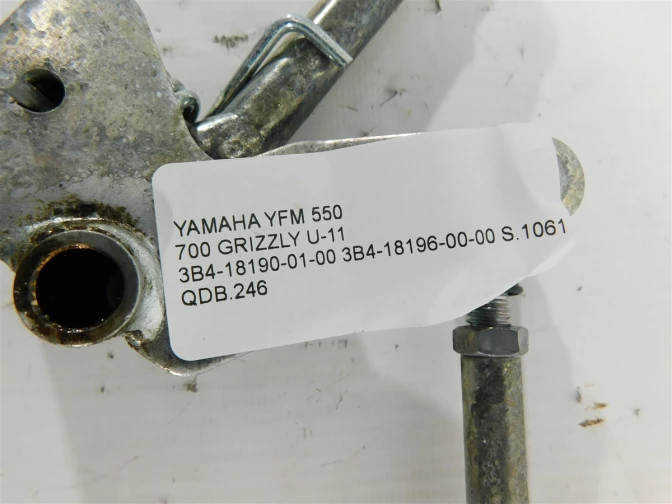 YAMAHA YFM 550
700 GRIZZLY U-11
3B4-18190-01-00 3B4-18196-00-00 S.1061
QDB.246